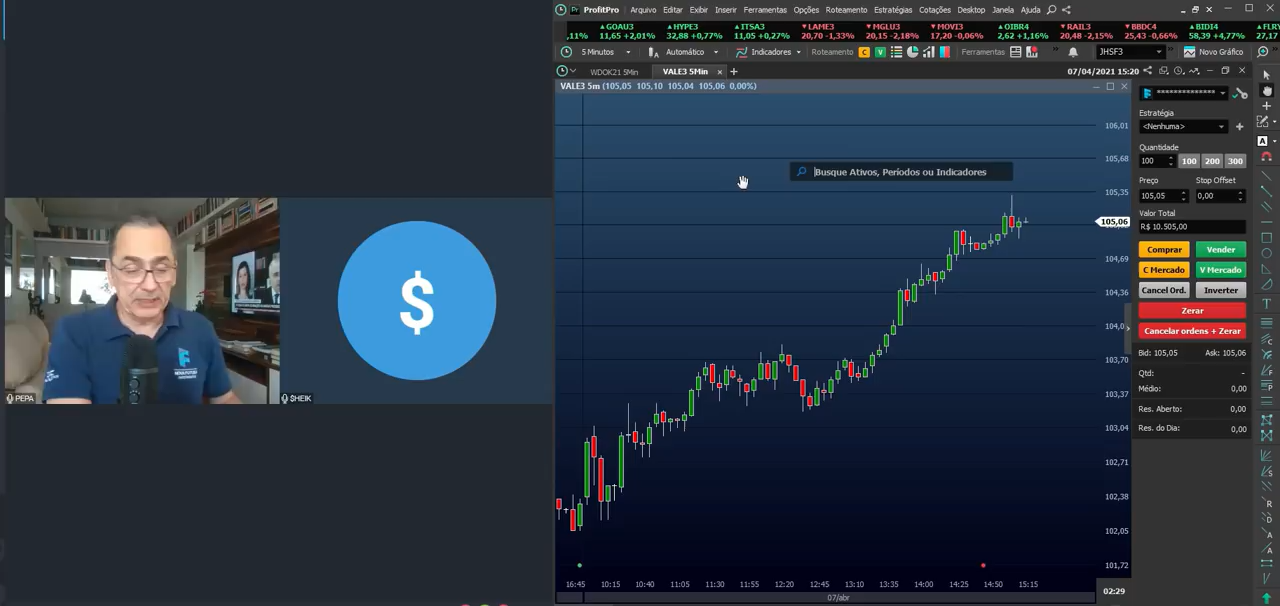 ProfitPro Arquivo Editar Exibir Inserir Ferramentas Opções Roteamento Estratégias Cotações Desktop Janela Ajuda
GOAU3 HYPE3 ITSA3 LAME3 MGLU3 MOVI3 OIBR4 RAIL3 BBDC4 BIDI4 FLRY
,11% 11,65 +2,01% 32,88 +0,77% 11,05 +0,27% 20,70 -1,33% 20,15 -2,18% 17,20 -0,06% 2,62 +1,16% 20,48 -2,15% 25,43 -0,66% 58,39 +4,77% 27,17
5 Minutos A Automático Indicadores Roteamento C V Ferramentas JHSF3 Novo Gráfico
WDOK21 5Min VALE3 5Min × + 07/04/2021 15:20
VALE3 5m (105,05 105,10 105,04 105,06 0,00%)
**************
Estratégia
<Nenhuma>
Quantidade
100 100 200 300
Preço Stop Offset
105,05 0,00
Valor Total
R$ 10.505,00
Comprar Vender
C Mercado V Mercado
Cancel Ord. Inverter
Zerar
Cancelar ordens + Zerar
Bid: 105,05 Ask: 105,06
Qtd: -
Médio: 0,00
Res. Aberto: 0,00
Res. do Dia: 0,00
Busque Ativos, Períodos ou Indicadores
106,01
105,68
105,35
105,06
104,69
104,36
104,0
103,70
103,37
103,04
102,71
102,38
102,05
101,72
16:45 10:15 10:40 11:05 11:30 11:55 12:20 12:45 13:10 13:35 14:00 14:25 14:50 15:15
07/abr
02:29
$
PEPA
$HEIK